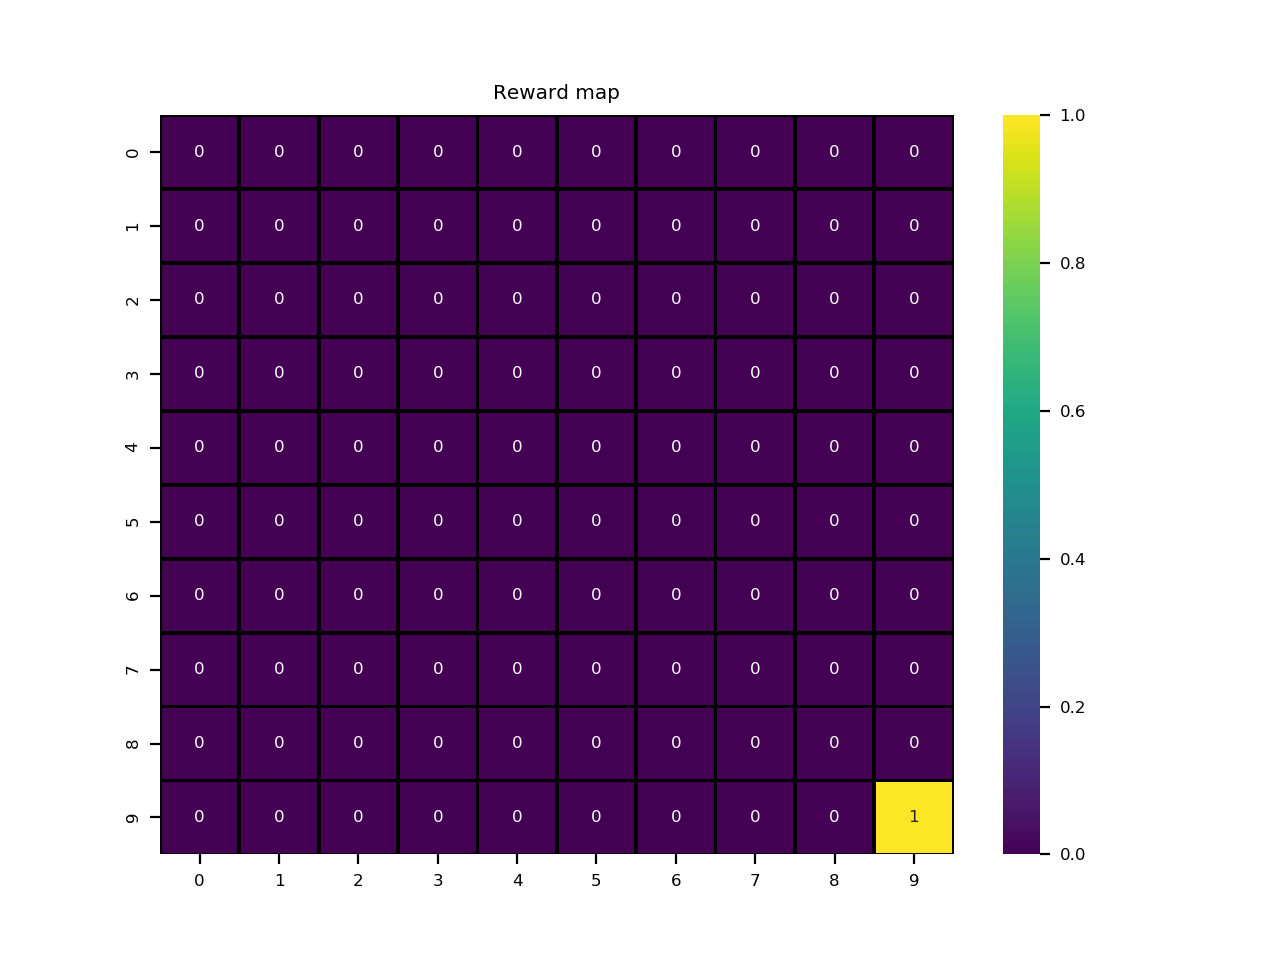 Reward map
0 0 0 0 0 0 0 0 0 0 0
1 0 0 0 0 0 0 0 0 0 0
2 0 0 0 0 0 0 0 0 0 0
3 0 0 0 0 0 0 0 0 0 0
4 0 0 0 0 0 0 0 0 0 0
5 0 0 0 0 0 0 0 0 0 0
6 0 0 0 0 0 0 0 0 0 0
7 0 0 0 0 0 0 0 0 0 0
8 0 0 0 0 0 0 0 0 0 0
9 0 0 0 0 0 0 0 0 0 1
0 1 2 3 4 5 6 7 8 9
1.0
0.8
0.6
0.4
0.2
0.0